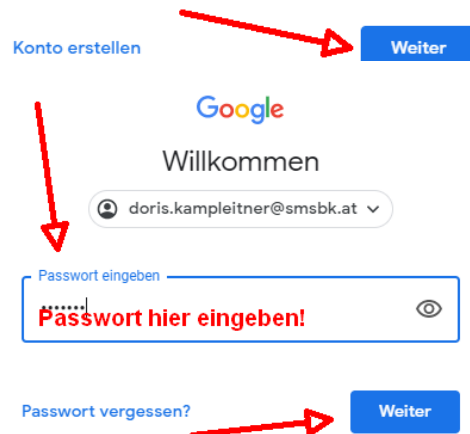 Konto erstellen
Weiter
Google
Willkommen
doris.kampleitner@smsbk.at
Passwort eingeben
Passwort hier eingeben!
Passwort vergessen?
Weiter